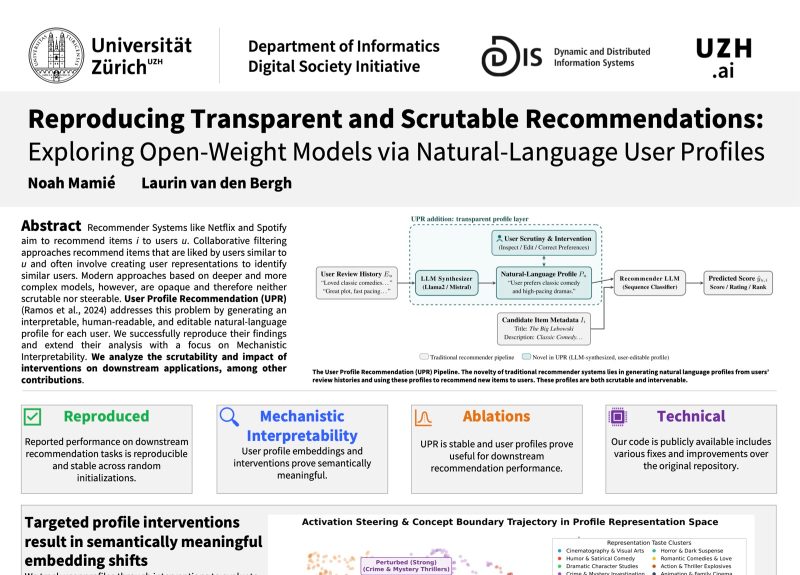 Universität
Zürich UZH
Department of Informatics
Digital Society Initiative
DIS
Dynamic and Distributed
Information Systems
UZH
.ai
Reproducing Transparent and Scrutable Recommendations:
Exploring Open-Weight Models via Natural-Language User Profiles
Noah Mamié Laurin van den Bergh
Abstract Recommender Systems like Netflix and Spotify
aim to recommend items i to users u. Collaborative filtering
approaches recommend items that are liked by users similar to
u and often involve creating user representations to identify
similar users. Modern approaches based on deeper and more
complex models, however, are opaque and therefore neither
scrutable nor steerable. User Profile Recommendation (UPR)
(Ramos et al., 2024) addresses this problem by generating an
interpretable, human-readable, and editable natural-language
profile for each user. We successfully reproduce their findings
and extend their analysis with a focus on Mechanistic
Interpretability. We analyze the scrutability and impact of
interventions on downstream applications, among other
contributions.
UPR addition: transparent profile layer
User Scrutiny & Intervention
(Inspect / Edit / Correct Preferences)
User Review History
"Loved classic comedies…"
"Great plot, fast pacing…"
LLM Synthesizer
(Llama2 / Mistral)
Natural-Language Profile
"User prefers classic comedy
and high-pacing dramas."
Recommender LLM
(Sequence Classifier)
Predicted Score
Score / Rating / Rank
Candidate Item Metadata
Title: The Big Lebowski
Description: Classic Comedy…
Traditional recommender pipeline
Novel in UPR (LLM-synthesized, user-editable profile)
The User Profile Recommendation (UPR) Pipeline. The novelty of traditional recommender systems lies in generating natural language profiles from users'
review histories and using these profiles to recommend new items to users. These profiles are both scrutable and intervenable.
Reproduced
Reported performance on downstream
recommendation tasks is reproducible
and stable across random
initializations.
Mechanistic
Interpretability
User profile embeddings and
interventions prove semantically
meaningful.
Ablations
UPR is stable and user profiles prove
useful for downstream
recommendation performance.
Technical
Our code is publicly available includes
various fixes and improvements over
the original repository.
Targeted profile interventions
result in semantically meaningful
embedding shifts
Activation Steering & Concept Boundary Trajectory in Profile Representation Space
Perturbed (Strong)
(Crime & Mystery Thrillers)
Representation Taste Clusters
Cinematography & Visual Arts
Horror & Dark Suspense
Humor & Satirical Comedy
Romantic Comedies & Love
Dramatic Character Studies
Action & Thriller Explosives